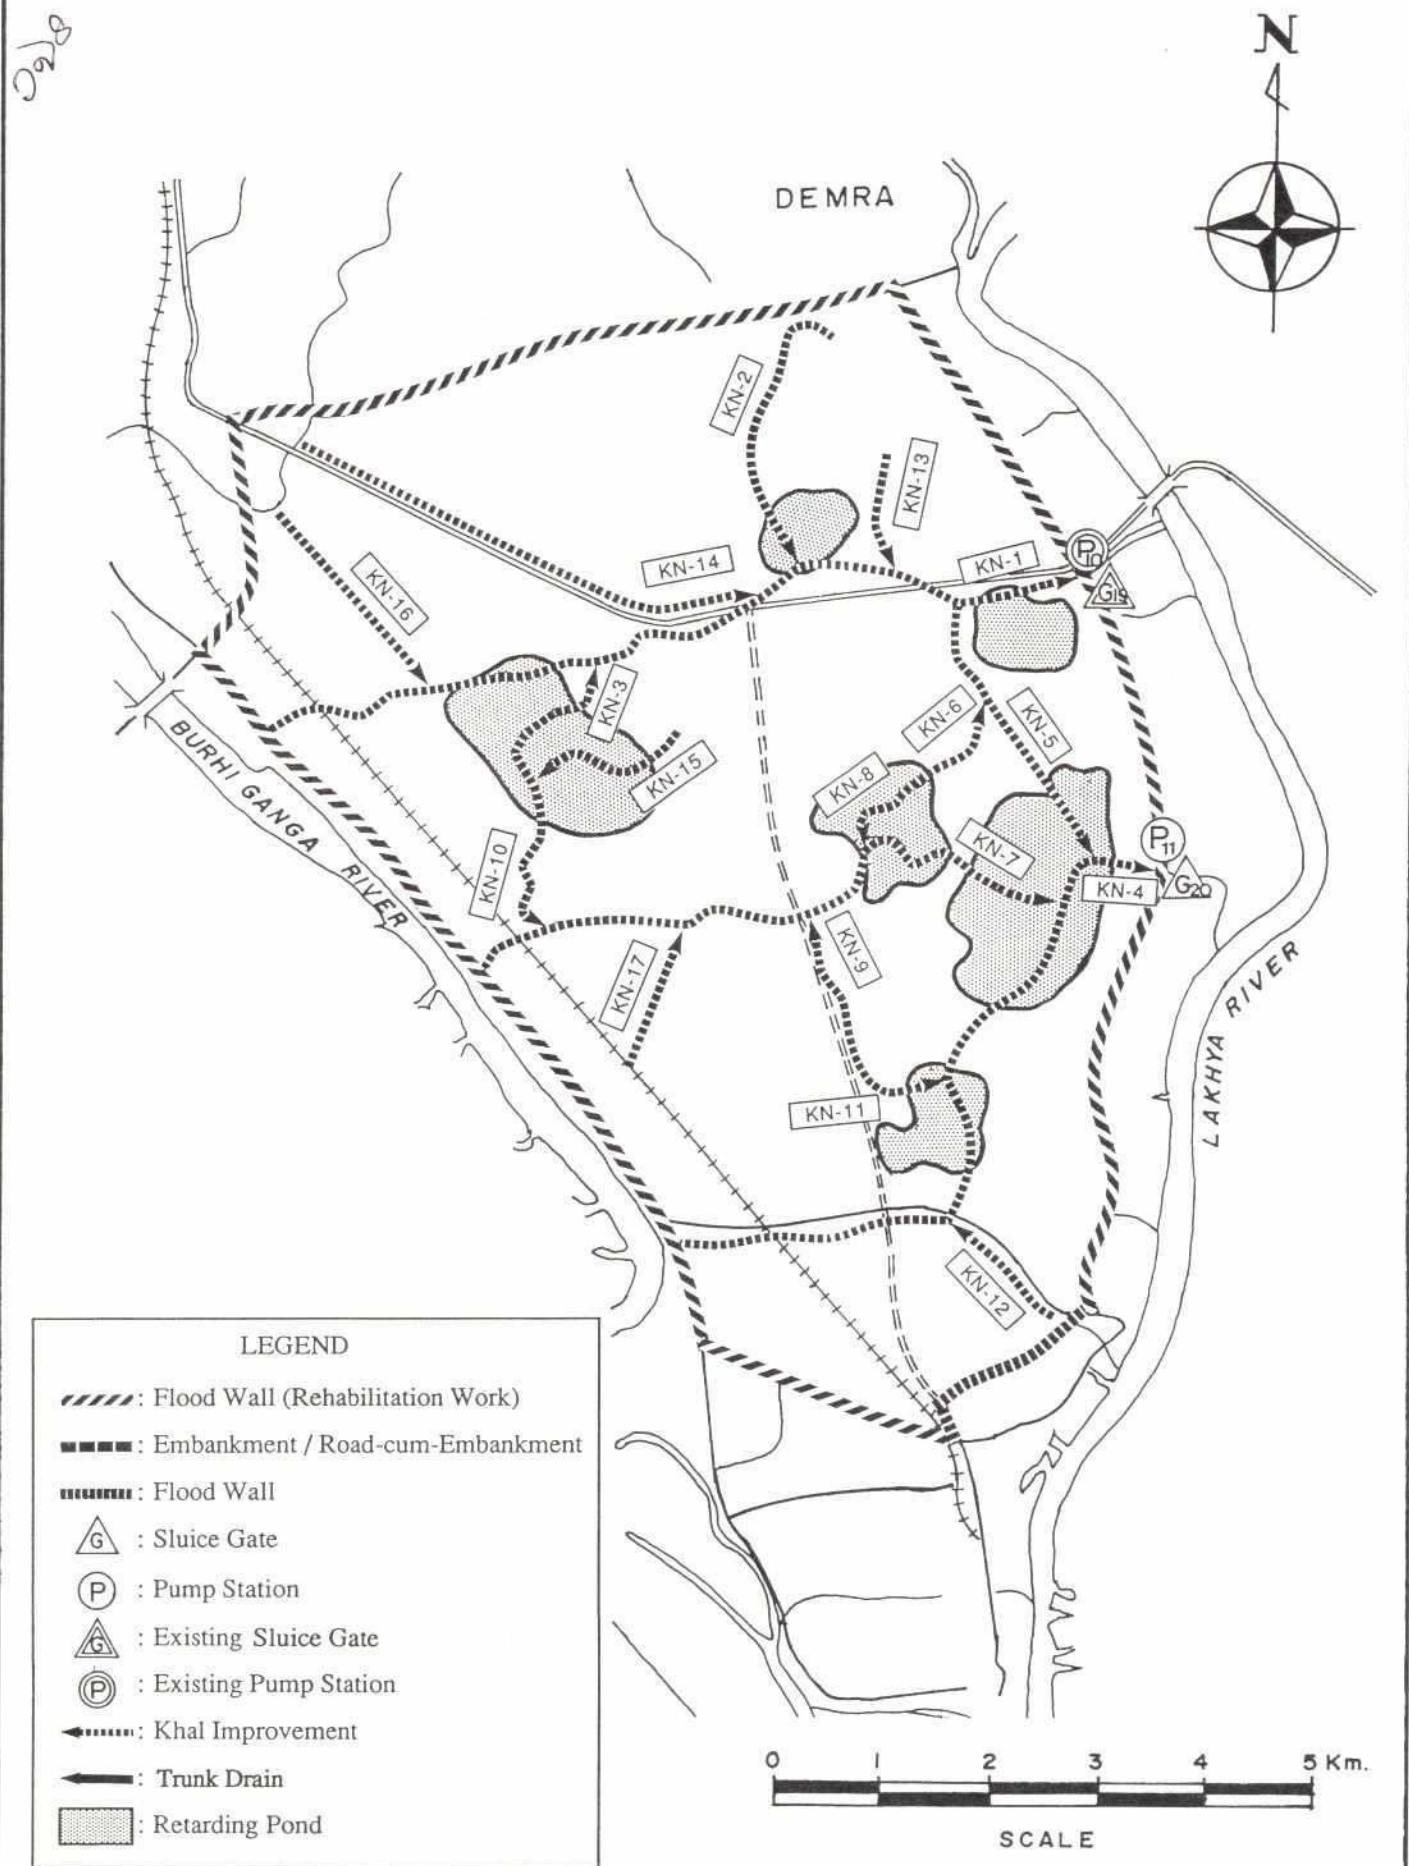 N
DEMRA
KN-2
KN-13
KN-14
KN-1
P10
G19
KN-16
KN-3
KN-6
KN-5
KN-15
KN-8
BURHI GANGA RIVER
KN-10
KN-7
P11
KN-4
G20
KN-9
KN-17
LAKHYA RIVER
KN-11
KN-12
LEGEND
: Flood Wall (Rehabilitation Work)
: Embankment / Road-cum-Embankment
: Flood Wall
G : Sluice Gate
P : Pump Station
G : Existing Sluice Gate
P : Existing Pump Station
: Khal Improvement
: Trunk Drain
: Retarding Pond
0 1 2 3 4 5 Km.
SCALE